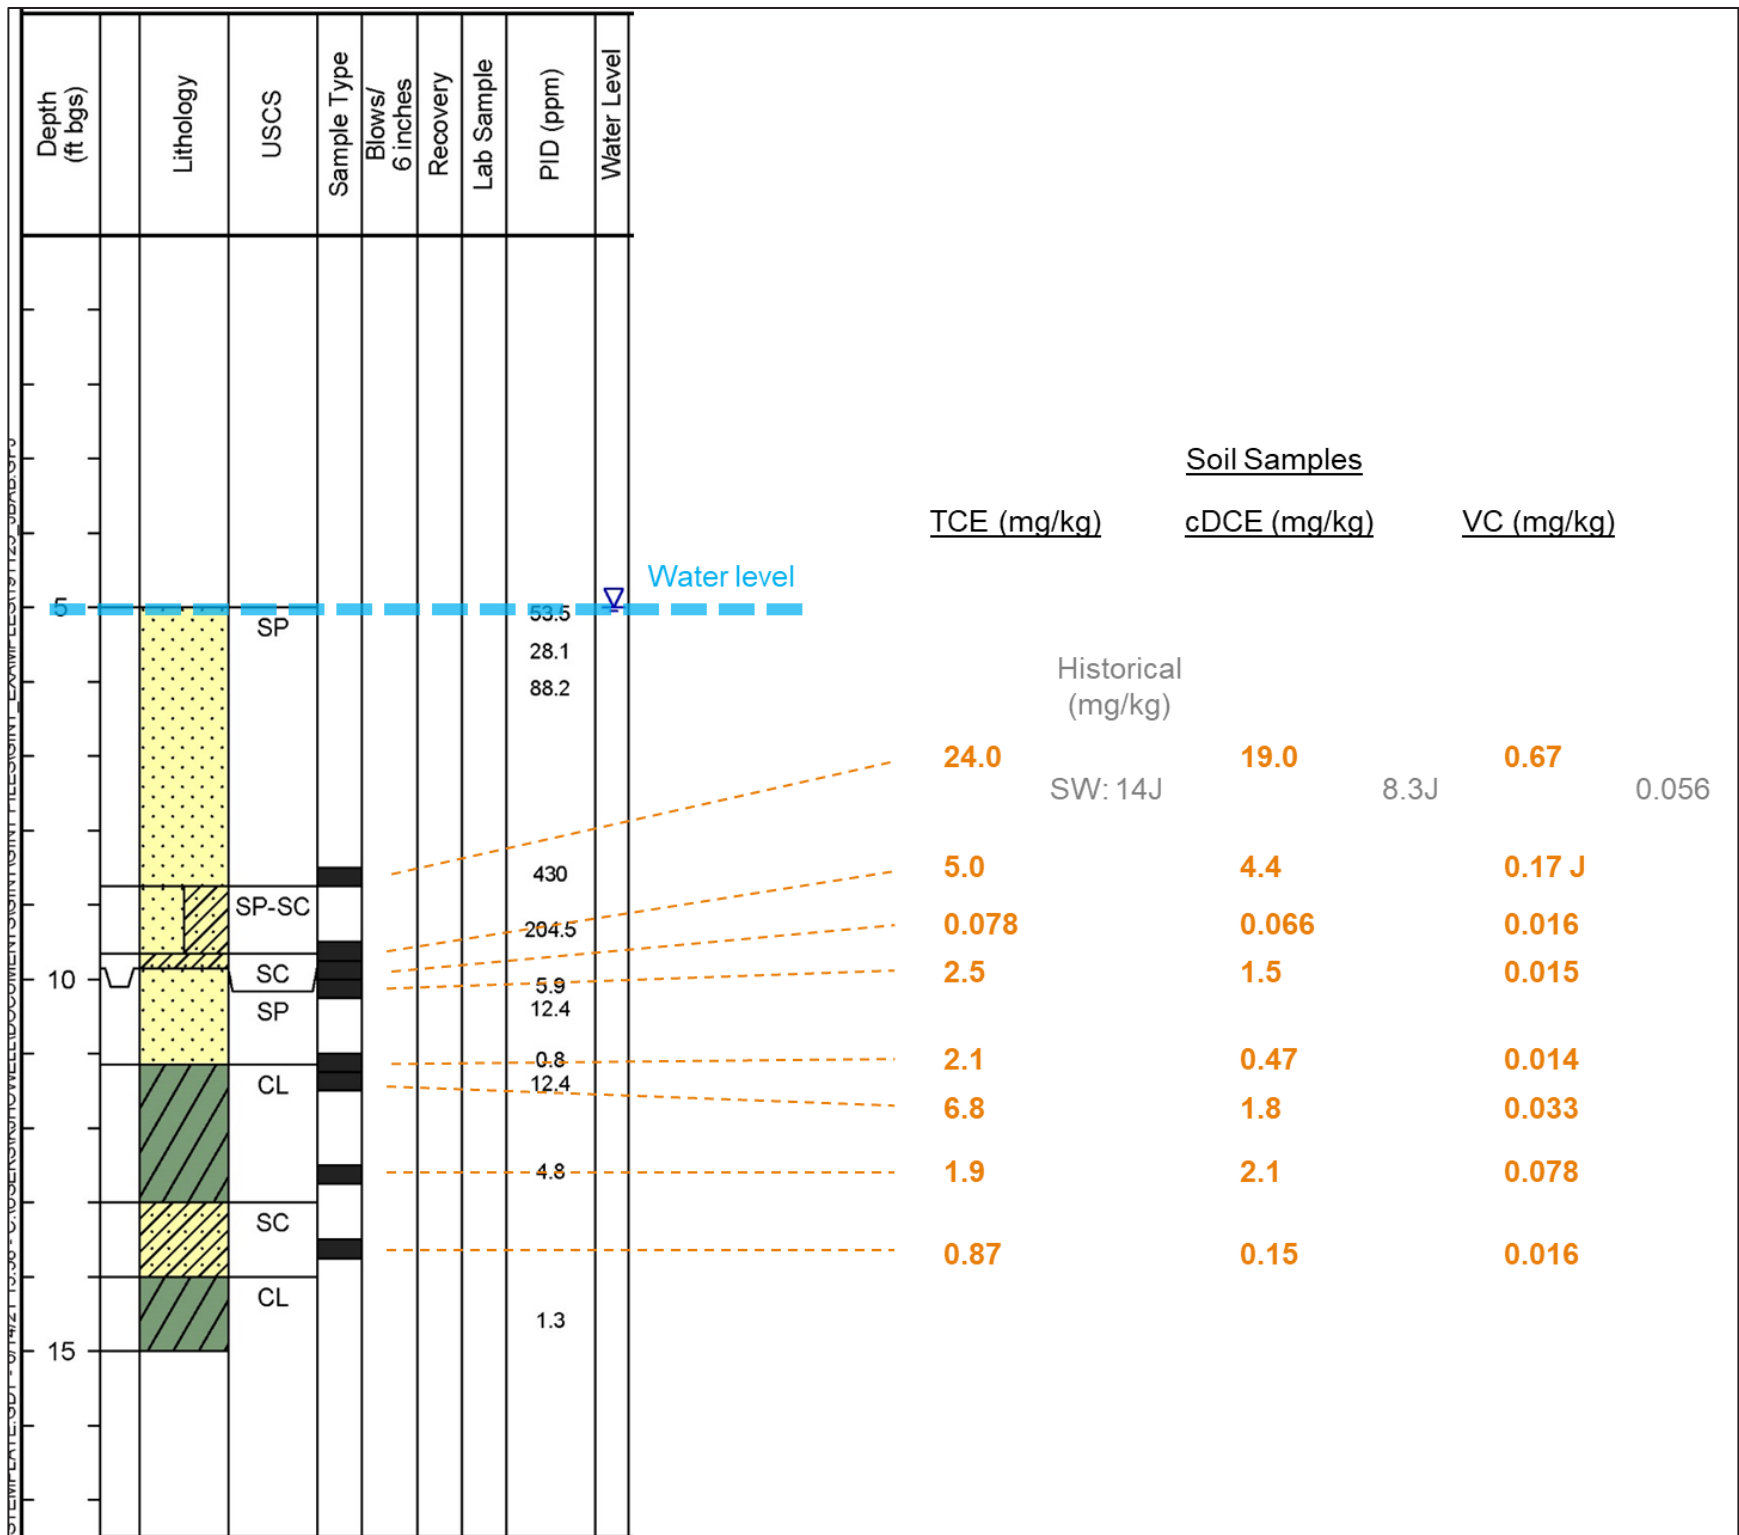 Depth
(ft bgs)
Lithology
USCS
Sample Type
Blows/
6 inches
Recovery
Lab Sample
PID (ppm)
Water Level
Soil Samples
TCE (mg/kg) cDCE (mg/kg) VC (mg/kg)
Water level
5 SP 53.5
28.1
88.2
Historical
(mg/kg)
24.0 19.0 0.67
SW: 14J 8.3J 0.056
430
5.0 4.4 0.17 J
SP-SC
204.5 0.078 0.066 0.016
10 SC 5.9 2.5 1.5 0.015
SP 12.4
0.8 2.1 0.47 0.014
CL 12.4
6.8 1.8 0.033
4.8 1.9 2.1 0.078
SC
0.87 0.15 0.016
CL
1.3
15